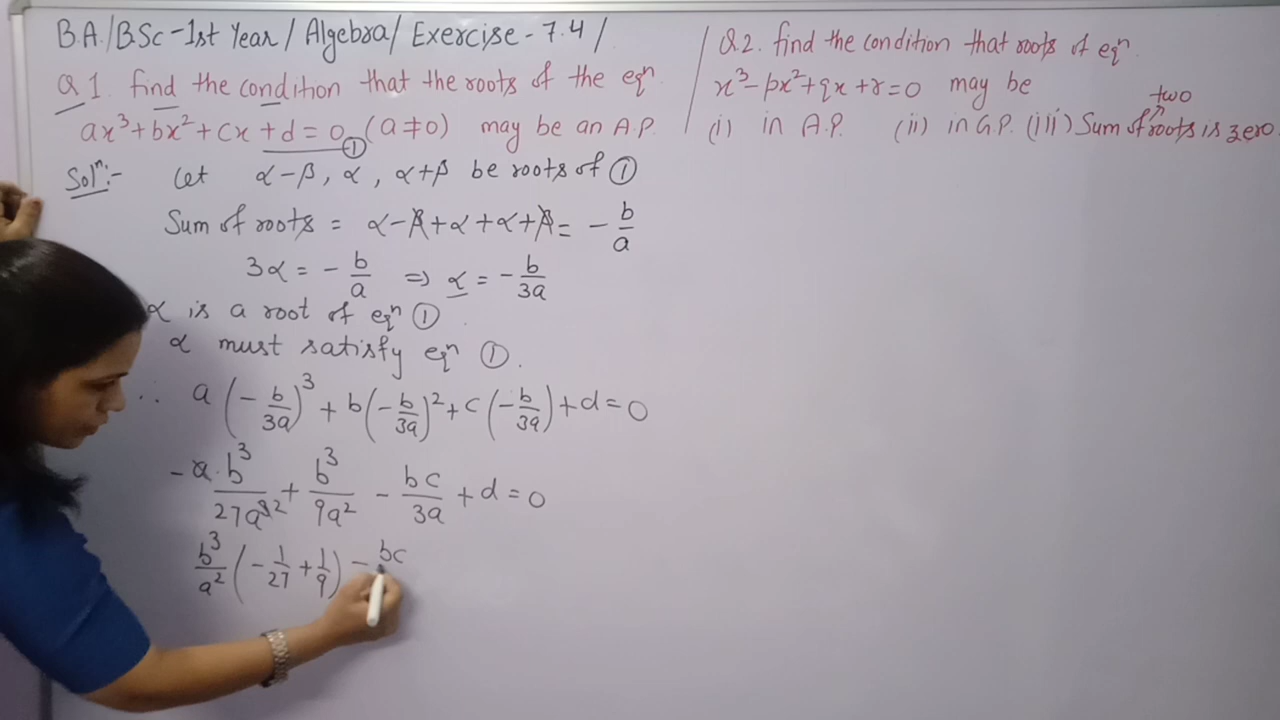 B.A./B.Sc-1st Year/Algebra/Exercise-7.4/
Q1. find the condition that the roots of the eqⁿ
ax³+bx²+cx+d=0 (a≠0) may be an A.P.
①
Solⁿ:- let α-β, α, α+β be roots of ①
Sum of roots = α-β+α+α+β = -b/a
3α = -b/a ⇒ α = -b/3a
α is a root of eqⁿ ①
α must satisfy eqⁿ ①.
∴ a(-b/3a)³+b(-b/3a)²+c(-b/3a)+d=0
-a.b³/27a³² + b³/9a² - bc/3a + d = 0
b³/a² (-1/27+1/9) - bc
Q.2. find the condition that roots of eqⁿ
x³-px²+qx+r=0 may be
two
(i) in A.P. (ii) in G.P. (iii) Sum of roots is zero